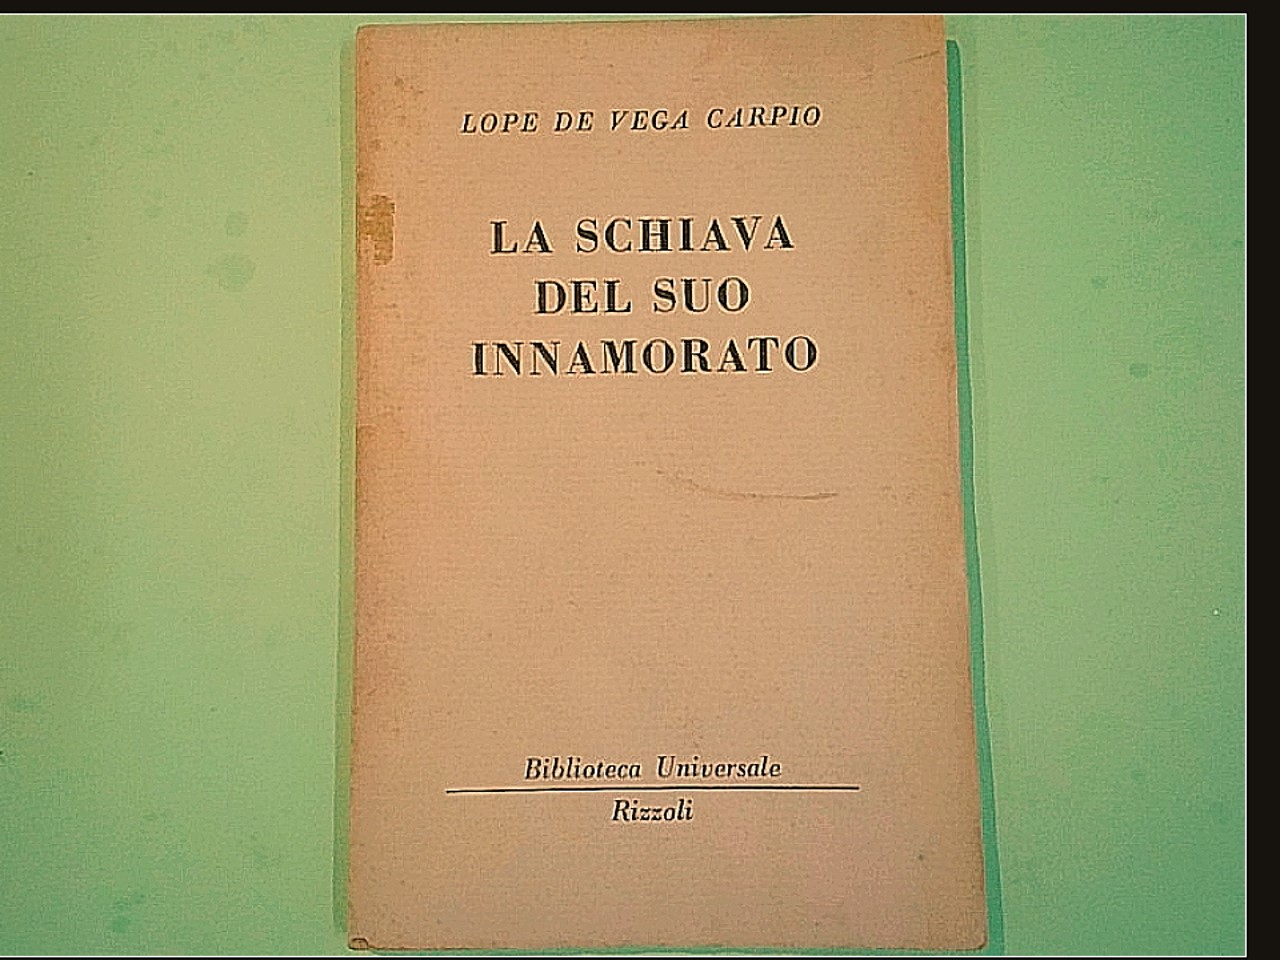 LOPE DE VEGA CARPIO
LA SCHIAVA
DEL SUO
INNAMORATO
Biblioteca Universale
Rizzoli